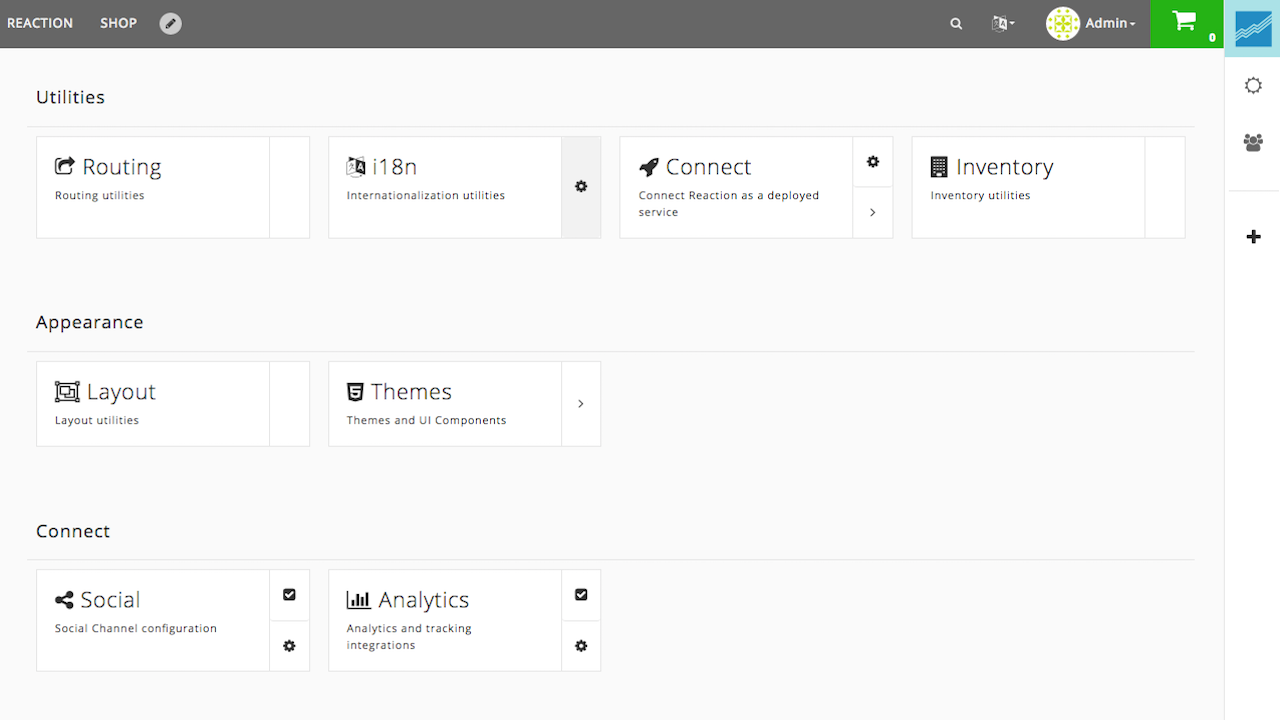 REACTION SHOP Admin 0
Utilities
Routing
Routing utilities
i18n
Internationalization utilities
Connect
Connect Reaction as a deployed
service
Inventory
Inventory utilities
Appearance
Layout
Layout utilities
Themes
Themes and UI Components
Connect
Social
Social Channel configuration
Analytics
Analytics and tracking
integrations